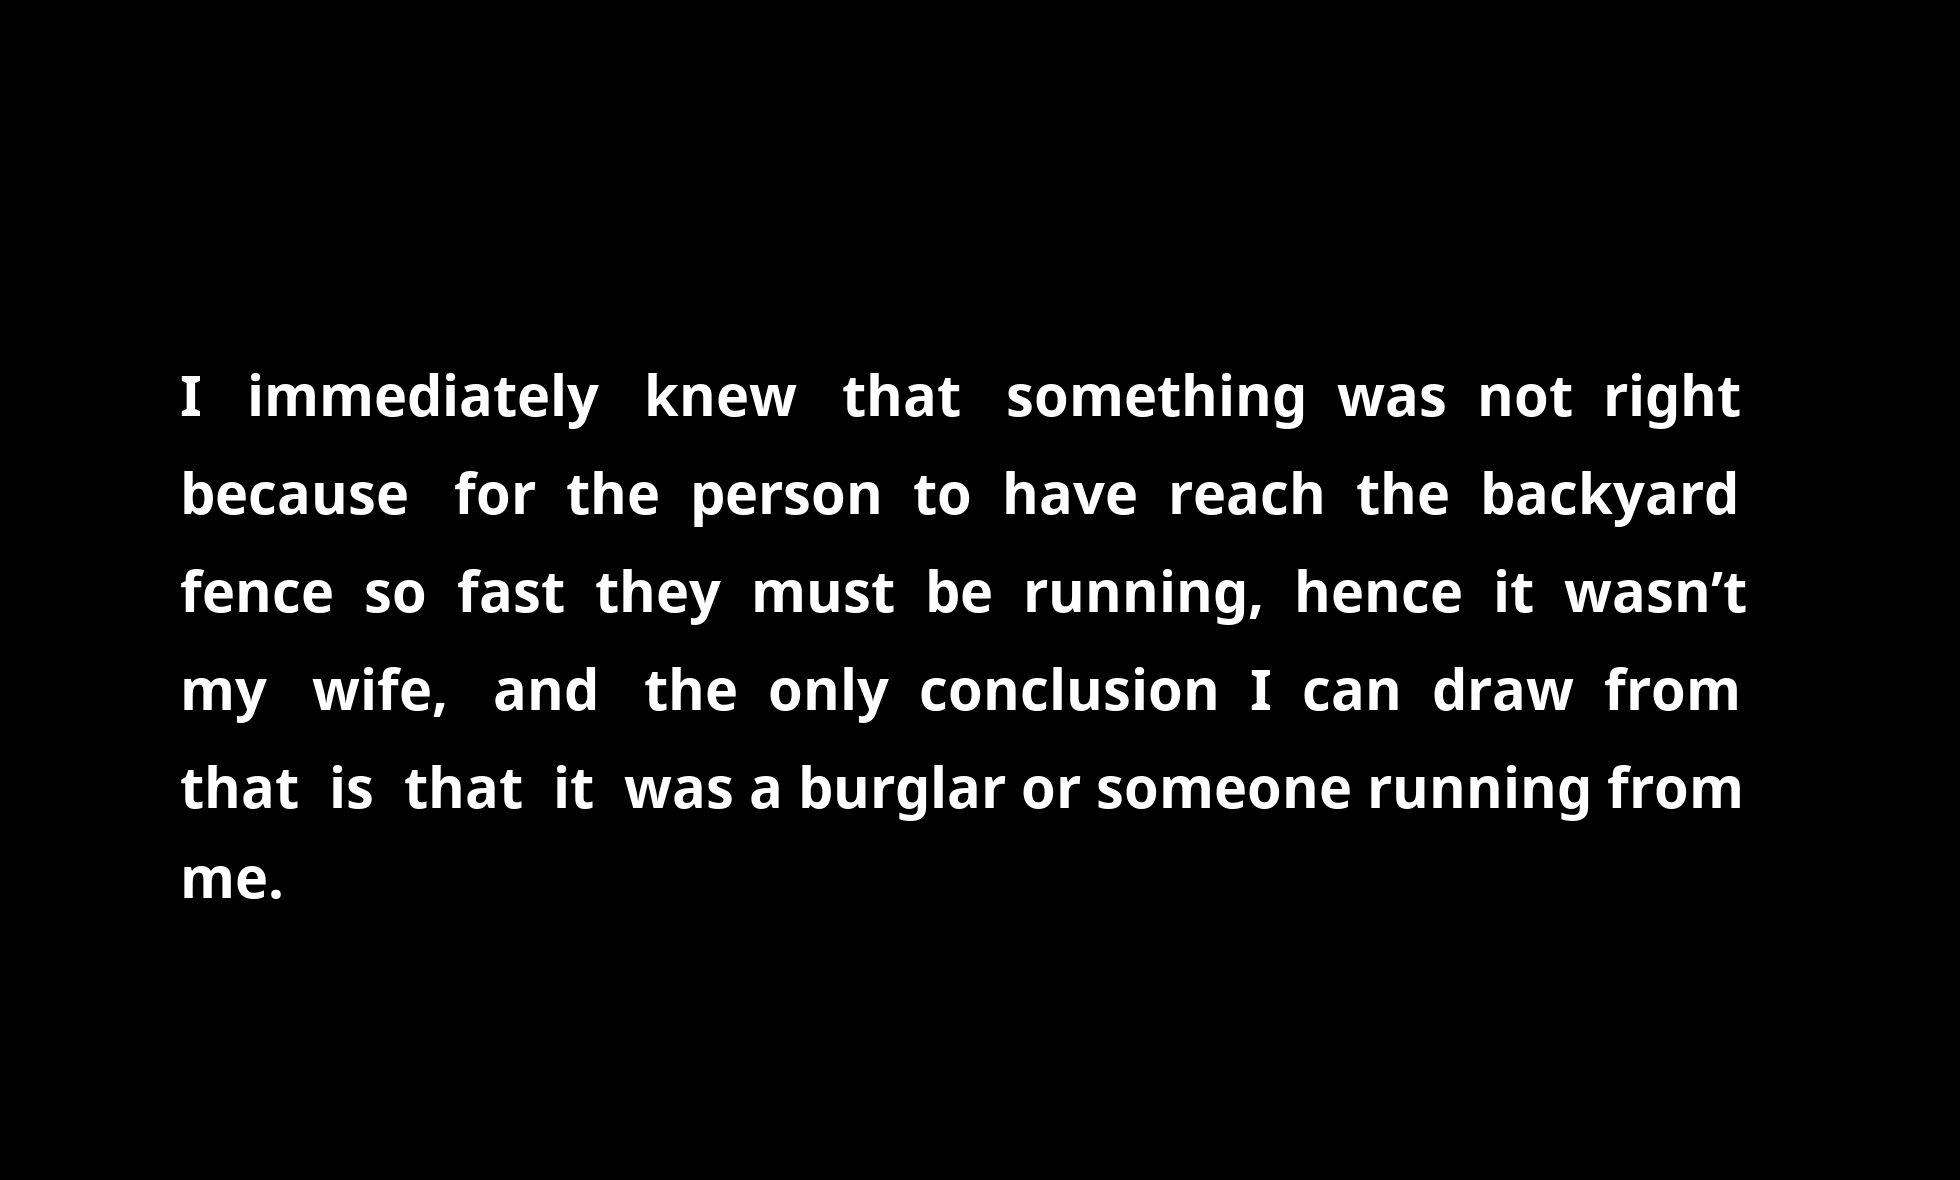 I immediately knew that something was not right
because for the person to have reach the backyard
fence so fast they must be running, hence it wasn’t
my wife, and the only conclusion I can draw from
that is that it was a burglar or someone running from
me.